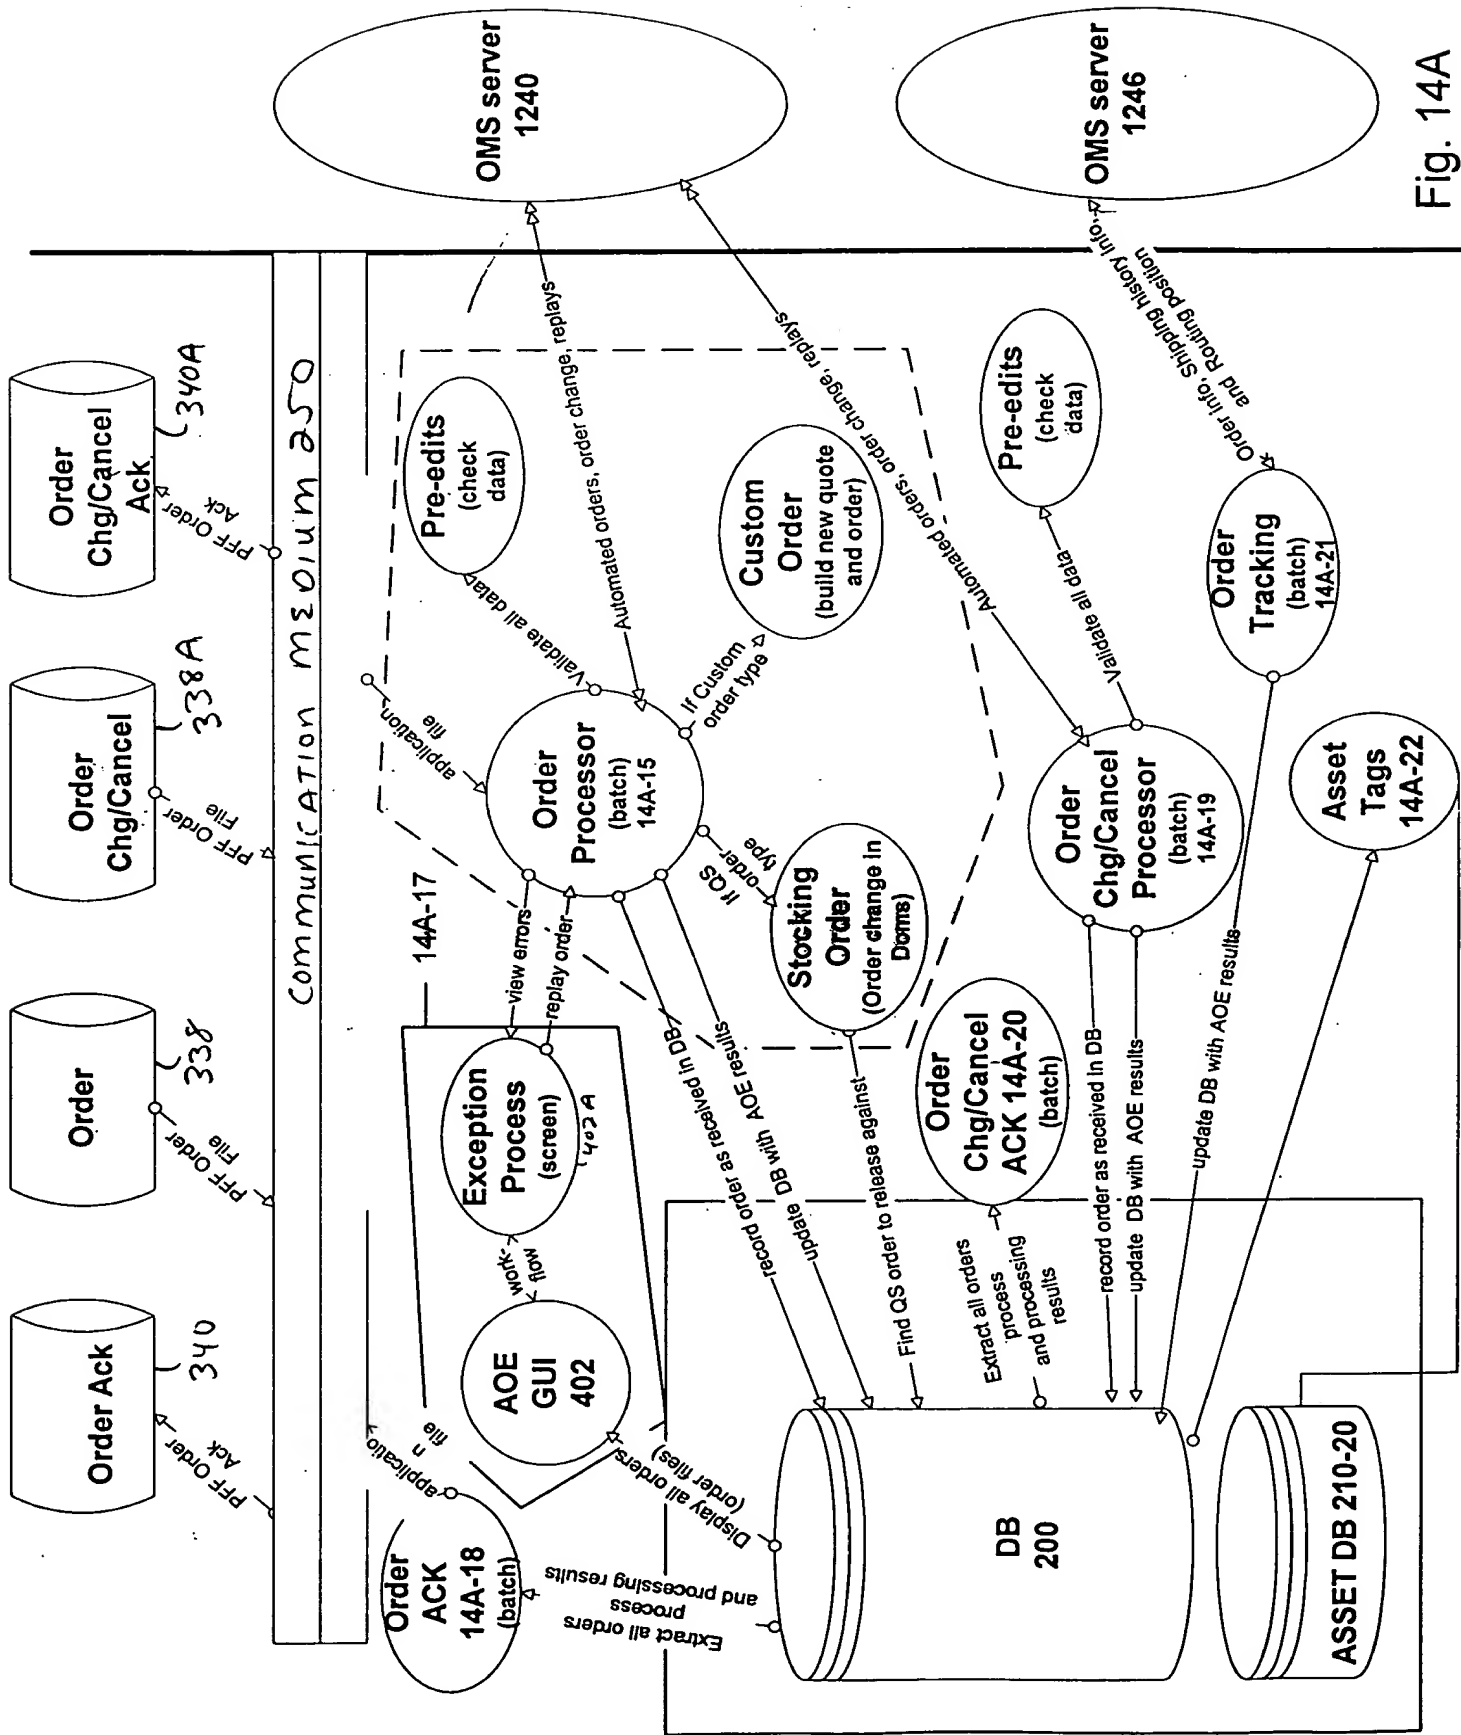 Order Ack
340
Order
338
Order
Chg/Cancel
338A
Order
Chg/Cancel
Ack
340A
PFF Order
Ack
PFF Order
File
PFF Order
File
PFF Order
Ack
Communication Medium 250
Order
ACK
14A-18
(batch)
applicatio
n file
AOE
GUI
402
work-
flow
Exception
Process
(screen)
402A
14A-17
view errors
replay order
application
file
Order
Processor
(batch)
14A-15
Validate all data
Pre-edits
(check
data)
Automated orders, order change, replays
OMS server
1240
If Custom
order type
Custom
Order
(build new quote
and order)
If QS
order
type
Stocking
Order
(Order change in
Doms)
Extract all orders
process
and processing results
Display all orders
(order files)
record order as received in DB
update DB with AOE results
Find QS order to release against
Automated orders, order change, replays
DB
200
Extract all orders
process
and processing
results
Order
Chg/Cancel
ACK 14A-20
(batch)
Order
Chg/Cancel
Processor
(batch)
14A-19
Validate all data
Pre-edits
(check
data)
record order as received in DB
update DB with AOE results
update DB with AOE results
Order
Tracking
(batch)
14A-21
Order info, Shipping history info
and Routing position
OMS server
1246
Asset
Tags
14A-22
ASSET DB 210-20
Fig. 14A